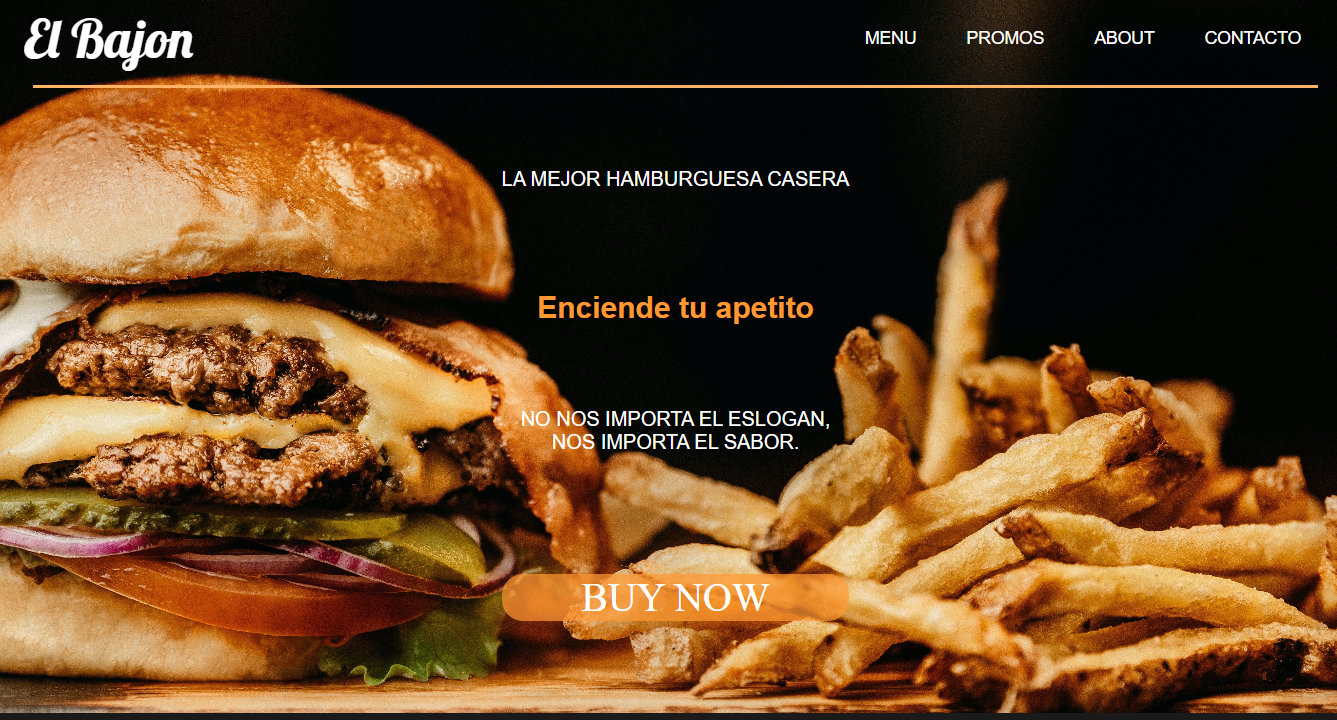 El Bajon
MENU PROMOS ABOUT CONTACTO
LA MEJOR HAMBURGUESA CASERA
Enciende tu apetito
NO NOS IMPORTA EL ESLOGAN,
NOS IMPORTA EL SABOR.
BUY NOW